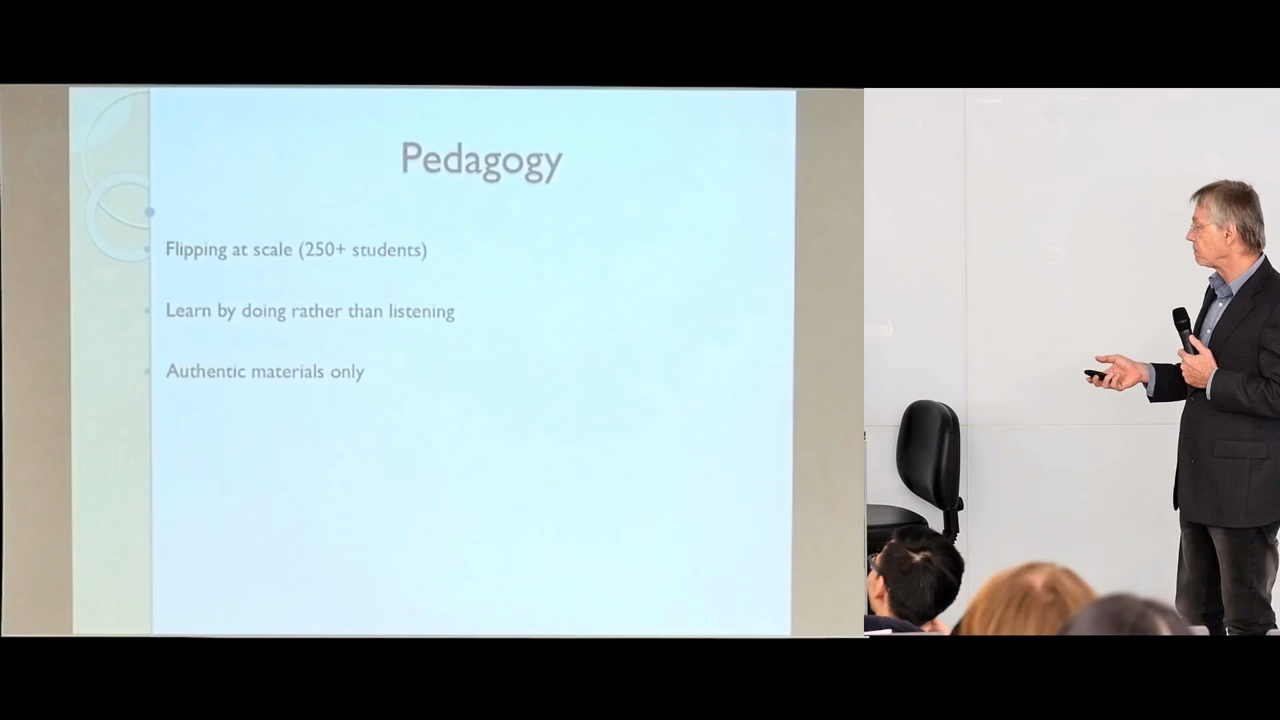 Pedagogy
Flipping at scale (250+ students)
Learn by doing rather than listening
Authentic materials only